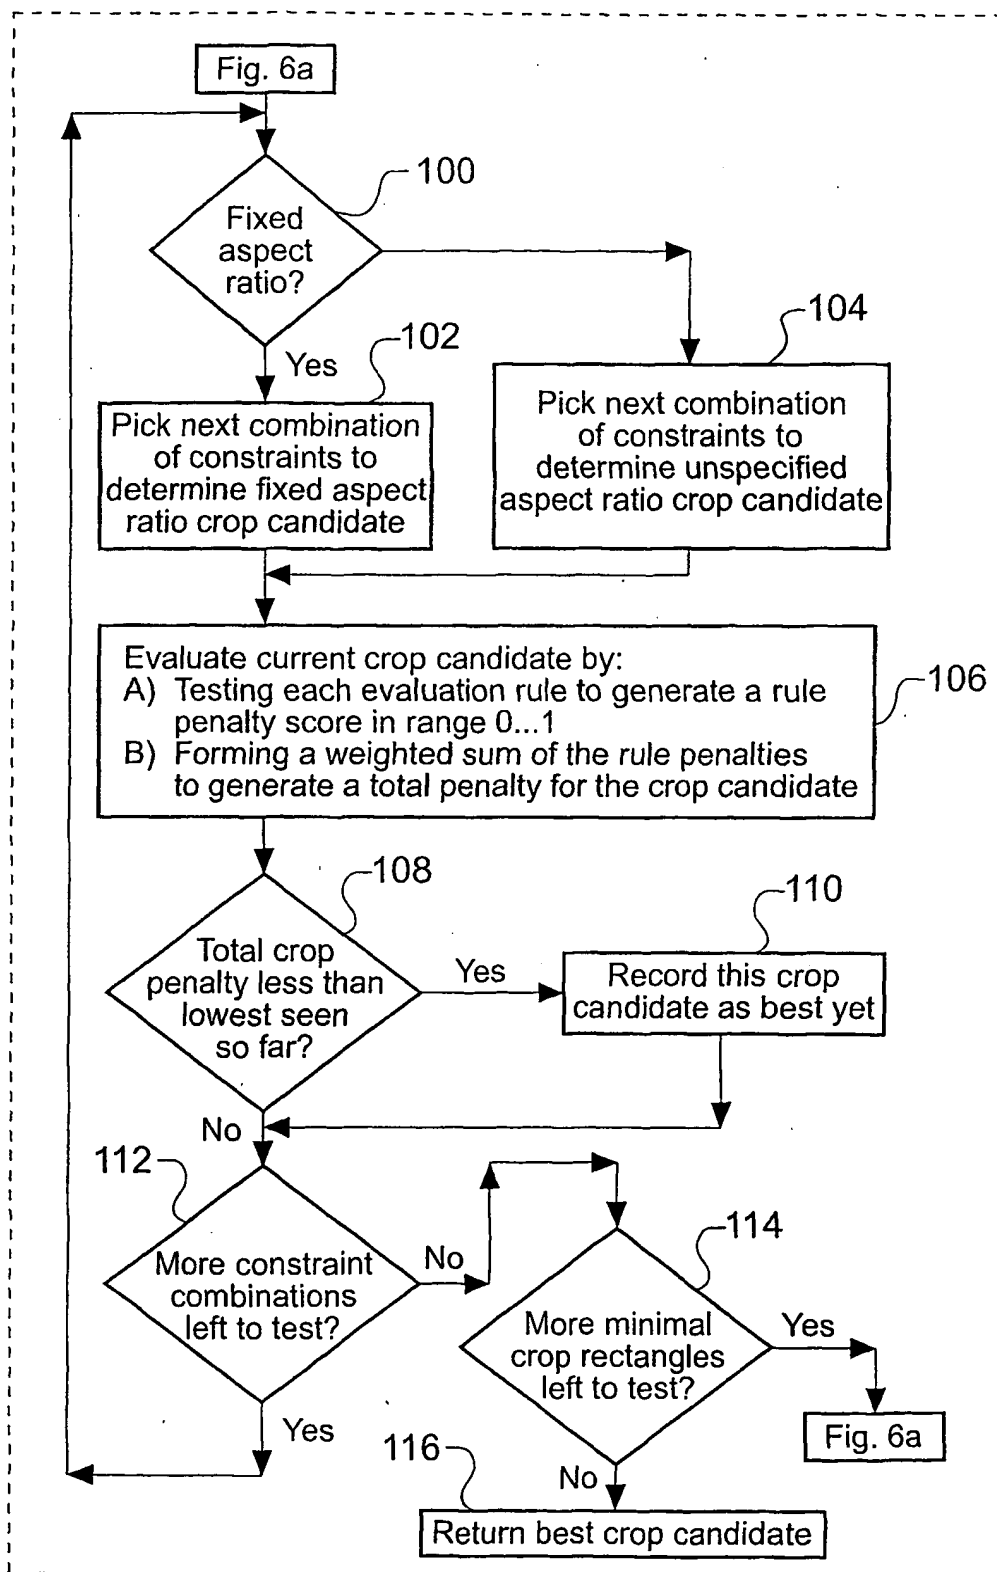 Fig. 6a
100
Fixed
aspect
ratio?
Yes
102
Pick next combination
of constraints to
determine fixed aspect
ratio crop candidate
104
Pick next combination
of constraints to
determine unspecified
aspect ratio crop candidate
106
Evaluate current crop candidate by:
A) Testing each evaluation rule to generate a rule
penalty score in range 0...1
B) Forming a weighted sum of the rule penalties
to generate a total penalty for the crop candidate
108
Total crop
penalty less than
lowest seen
so far?
Yes
110
Record this crop
candidate as best yet
No
112
More constraint
combinations
left to test?
No
Yes
114
More minimal
crop rectangles
left to test?
Yes
Fig. 6a
No
116
Return best crop candidate